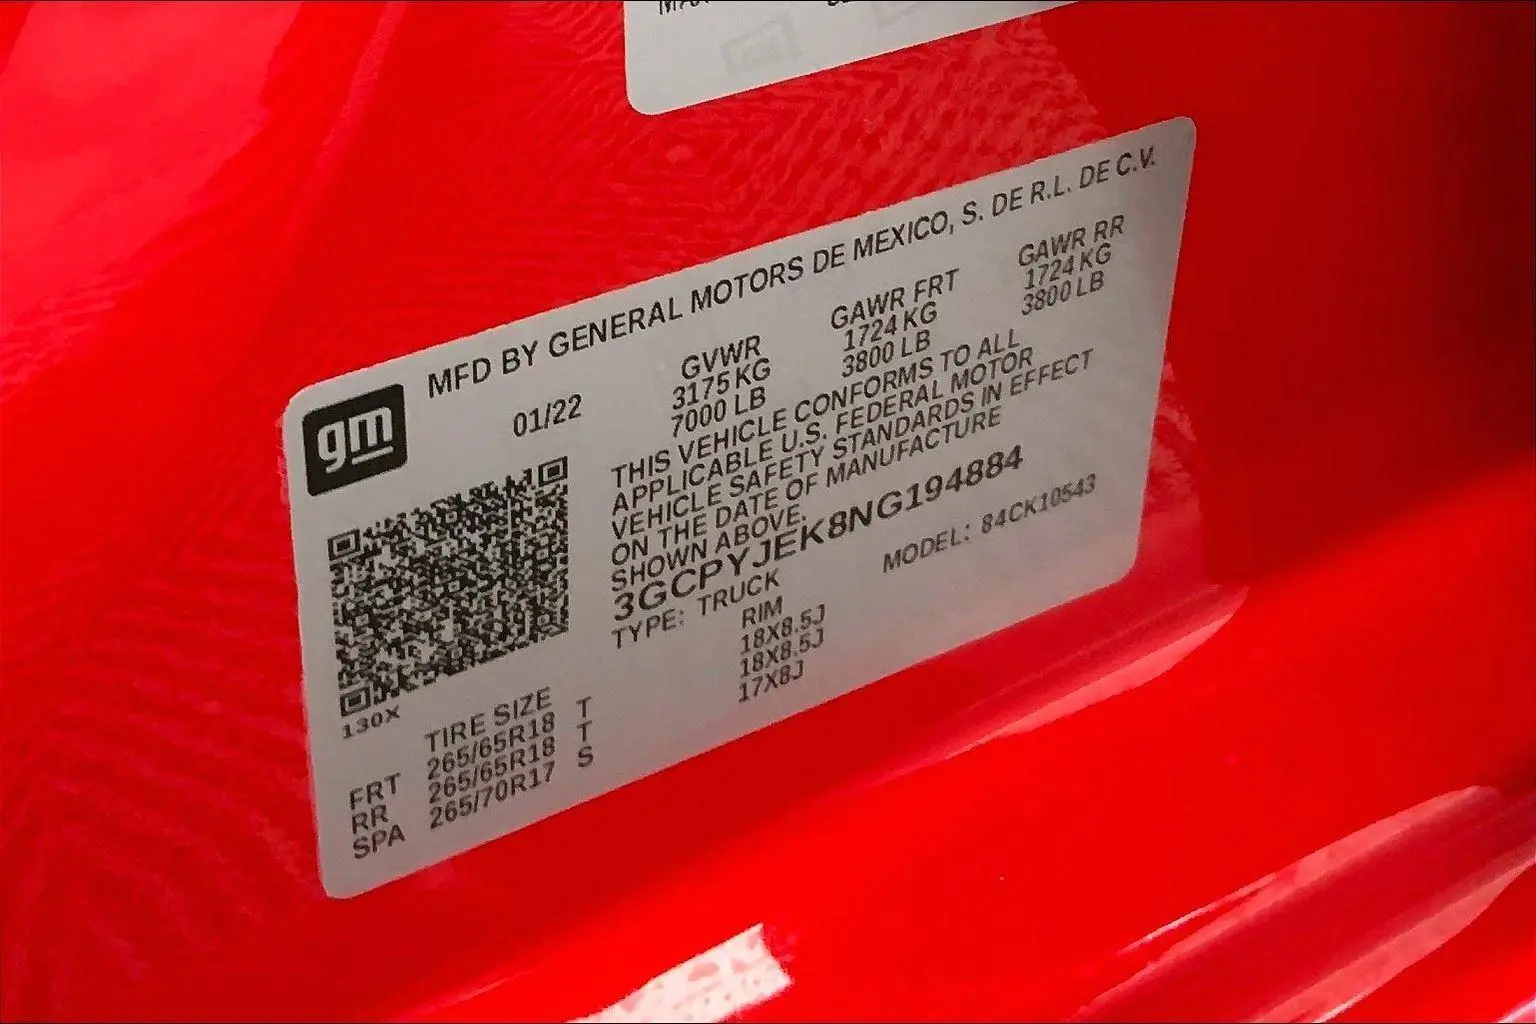 MFD BY GENERAL MOTORS DE MEXICO, S. DE R.L. DE C.V.
gm
01/22
GVWR GAWR FRT GAWR RR
3175 KG 1724 KG 1724 KG
7000 LB 3800 LB 3800 LB
THIS VEHICLE CONFORMS TO ALL
APPLICABLE U.S. FEDERAL MOTOR
VEHICLE SAFETY STANDARDS IN EFFECT
ON THE DATE OF MANUFACTURE
SHOWN ABOVE.
3GCPYJEK8NG194884
TYPE: TRUCK MODEL: 84CK10543
130X
TIRE SIZE RIM
FRT 265/65R18 T 18X8.5J
RR 265/65R18 T 18X8.5J
SPA 265/70R17 S 17X8J